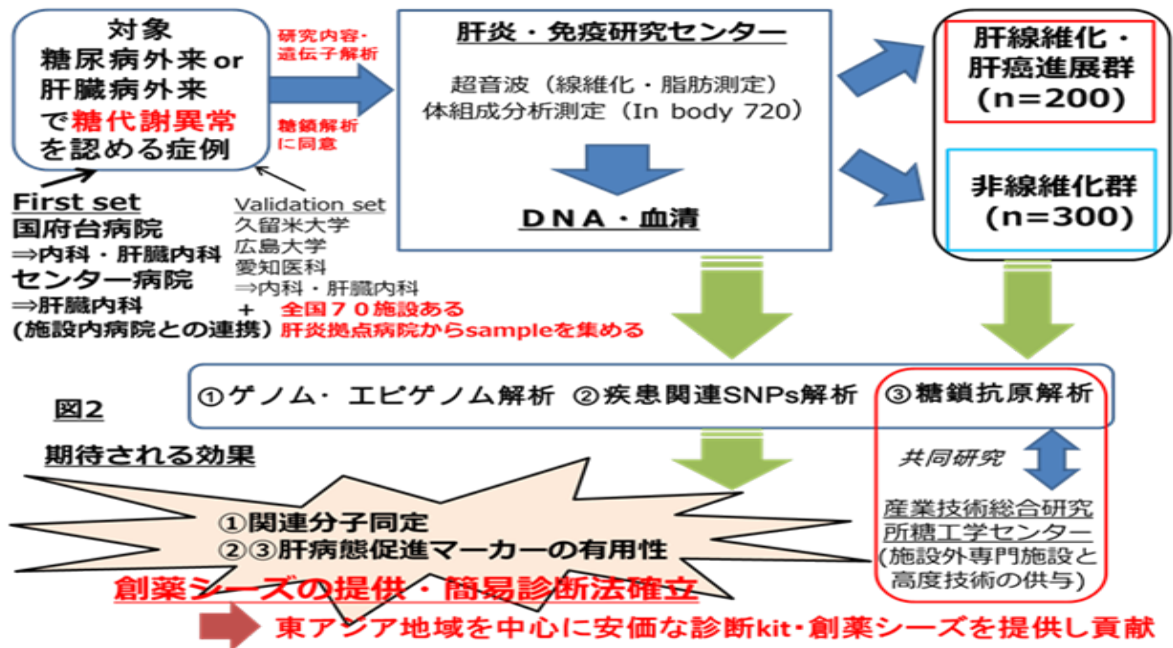 対象
糖尿病外来or
肝臓病外来
で糖代謝異常
を認める症例
研究内容・
遺伝子解析
糖鎖解析
に同意
肝炎・免疫研究センター
超音波（線維化・脂肪測定）
体組成分析測定（In body 720）
DNA・血清
肝線維化・
肝癌進展群
(n=200)
非線維化群
(n=300)
First set
国府台病院
⇒内科・肝臓内科
センター病院
⇒肝臓内科
(施設内病院との連携)
Validation set
久留米大学
広島大学
愛知医科
⇒内科・肝臓内科
+ 全国７０施設ある
肝炎拠点病院からsampleを集める
①ゲノム・エピゲノム解析 ②疾患関連SNPs解析 ③糖鎖抗原解析
図2
期待される効果
共同研究
産業技術総合研究
所糖工学センター
(施設外専門施設と
高度技術の供与)
①関連分子同定
②③肝病態促進マーカーの有用性
創薬シーズの提供・簡易診断法確立
東アジア地域を中心に安価な診断kit・創薬シーズを提供し貢献